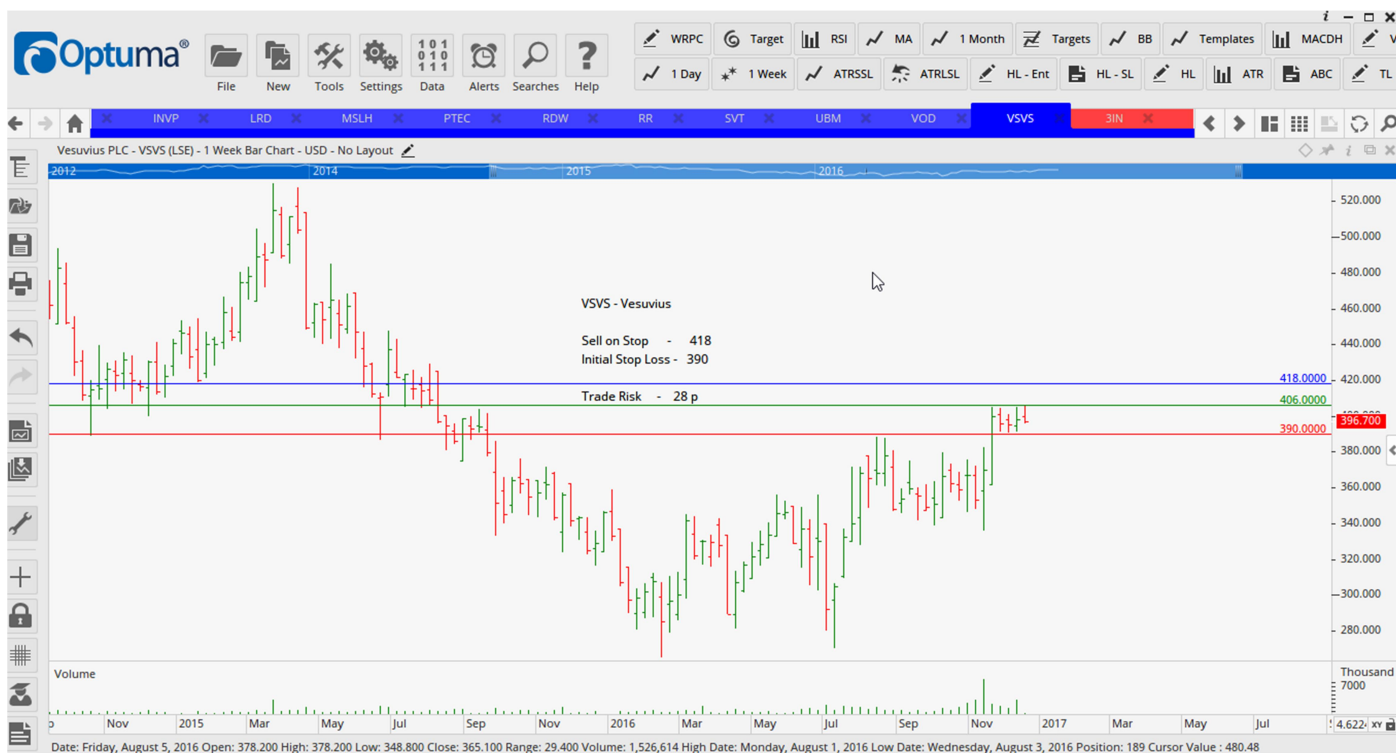 Optuma®
File
New
Tools
Settings
Data
Alerts
Searches
Help
WRPC
Target
RSI
MA
1 Month
Targets
BB
Templates
MACDH
1 Day
1 Week
ATRSSL
ATRLSL
HL - Ent
HL - SL
HL
ATR
ABC
TL
INVP
LRD
MSLH
PTEC
RDW
RR
SVT
UBM
VOD
VSVS
3IN
Vesuvius PLC - VSVS (LSE) - 1 Week Bar Chart - USD - No Layout
2012 2014 2015 2016
520.000
500.000
480.000
460.000
440.000
420.000
380.000
360.000
340.000
320.000
300.000
280.000
VSVS - Vesuvius
Sell on Stop - 418
Initial Stop Loss - 390
Trade Risk - 28 p
418.0000
406.0000
396.700
390.0000
Volume
Thousand
7000
Nov 2015 Mar May Jul Sep Nov 2016 Mar May Jul Sep Nov 2017 Mar May Jul
4.622 XY
Date: Friday, August 5, 2016 Open: 378.200 High: 378.200 Low: 348.800 Close: 365.100 Range: 29.400 Volume: 1,526,614 High Date: Monday, August 1, 2016 Low Date: Wednesday, August 3, 2016 Position: 189 Cursor Value : 480.48